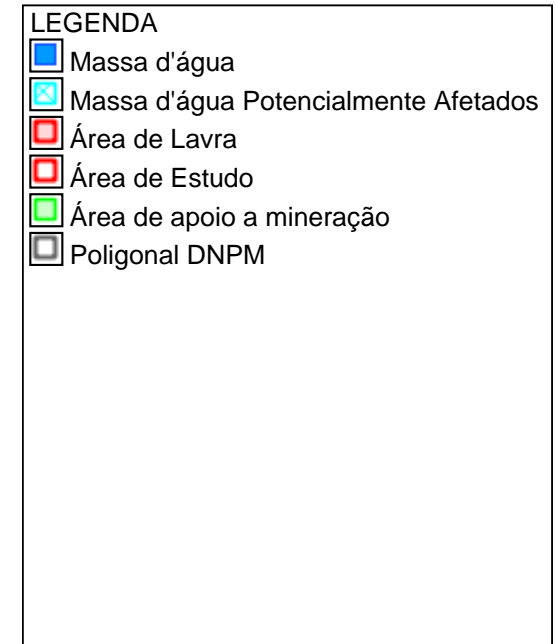 LEGENDA
Massa d'água
Massa d'água Potencialmente Afetados
Área de Lavra
Área de Estudo
Área de apoio a mineração
Poligonal DNPM